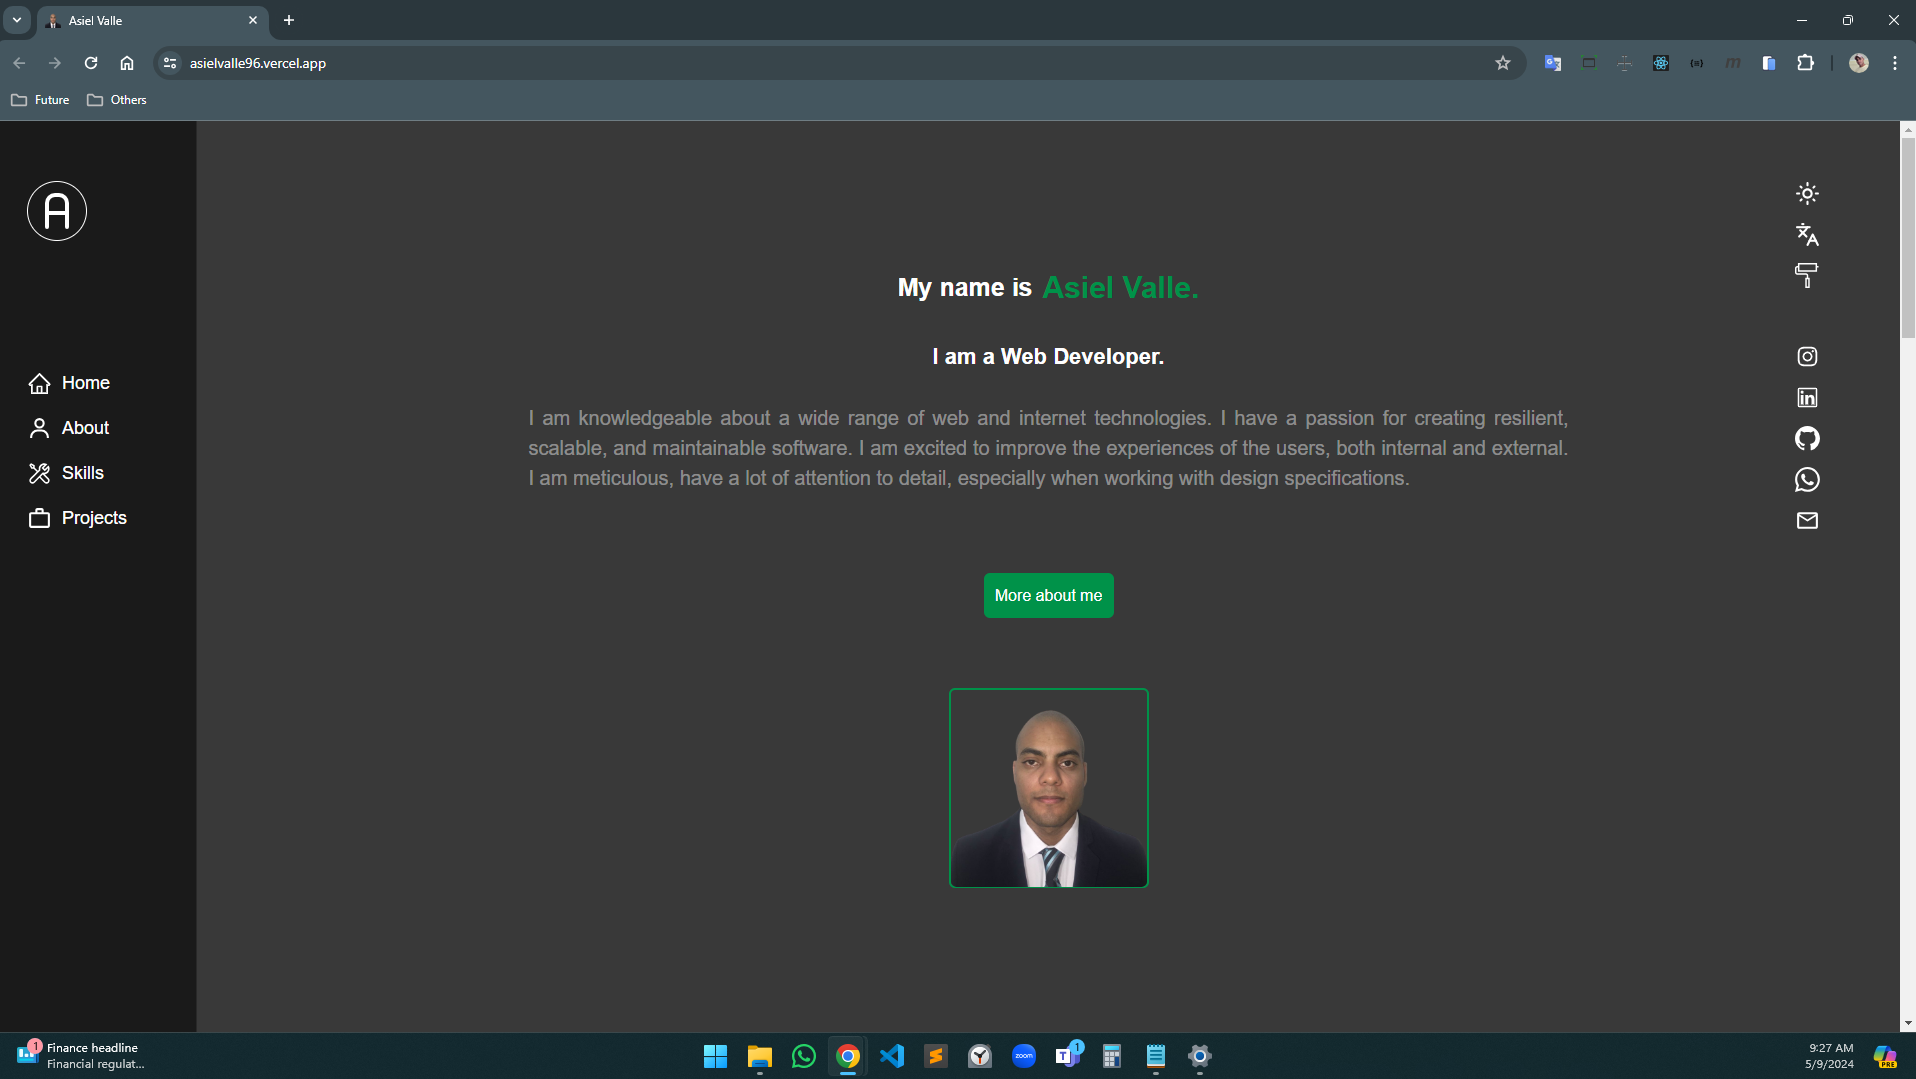 Asiel Valle
asielvalle96.vercel.app
Future
Others
A
Home
About
Skills
Projects
My name is Asiel Valle.
I am a Web Developer.
I am knowledgeable about a wide range of web and internet technologies. I have a passion for creating resilient,
scalable, and maintainable software. I am excited to improve the experiences of the users, both internal and external.
I am meticulous, have a lot of attention to detail, especially when working with design specifications.
More about me
1
Finance headline
Financial regulat...
zoom
T
1
9:27 AM
5/9/2024
PRE